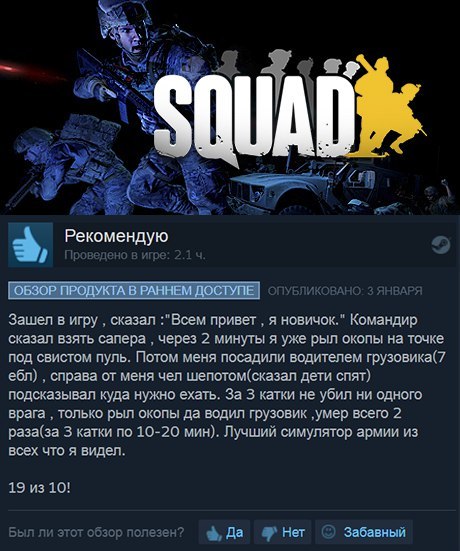 SQUAD
Рекомендую
Проведено в игре: 2.1 ч.
ОБЗОР ПРОДУКТА В РАННЕМ ДОСТУПЕ ОПУБЛИКОВАНО: 3 ЯНВАРЯ
Зашел в игру , сказал :"Всем привет , я новичок." Командир
сказал взять сапера , через 2 минуты я уже рыл окопы на точке
под свистом пуль. Потом меня посадили водителем грузовика(7
ебл) , справа от меня чел шепотом(сказал дети спят)
подсказывал куда нужно ехать. За 3 катки не убил ни одного
врага , только рыл окопы да водил грузовик ,умер всего 2
раза(за 3 катки по 10-20 мин). Лучший симулятор армии из
всех что я видел.
19 из 10!
Был ли этот обзор полезен? Да Нет Забавный